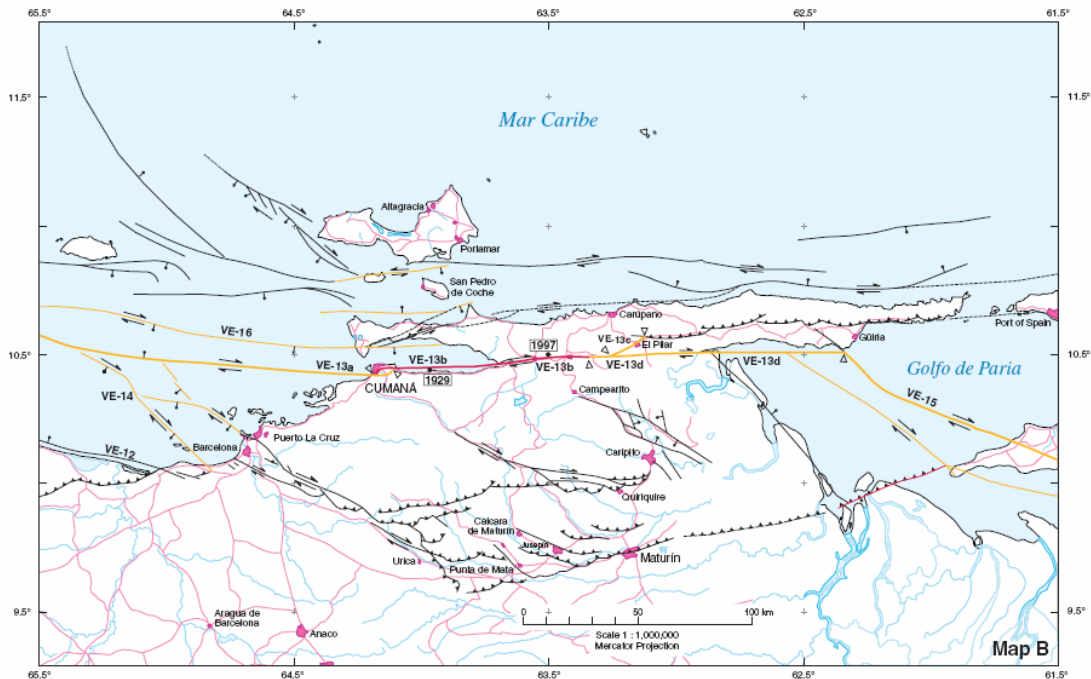 65.5°
64.5°
63.5°
62.5°
61.5°
11.5°
11.5°
Mar Caribe
Altagracia
Porlamar
San Pedro
de Coche
Carúpano
Port of Spain
VE-16
1997
VE-13c
El Pilar
Güiria
10.5°
10.5°
VE-13a
VE-13b
VE-13b
VE-13d
VE-13d
Golfo de Paria
CUMANÁ
1929
VE-14
Campearito
VE-15
Puerto La Cruz
Barcelona
VE-12
Caripito
Quiriquire
Caicara
de Maturín
Jusepín
Maturín
Urica
Punta de Mata
9.5°
9.5°
Aragua de
Barcelona
Anaco
0
50
100 km
Scale 1 : 1,000,000
Mercator Projection
Map B
65.5°
64.5°
63.5°
62.5°
61.5°